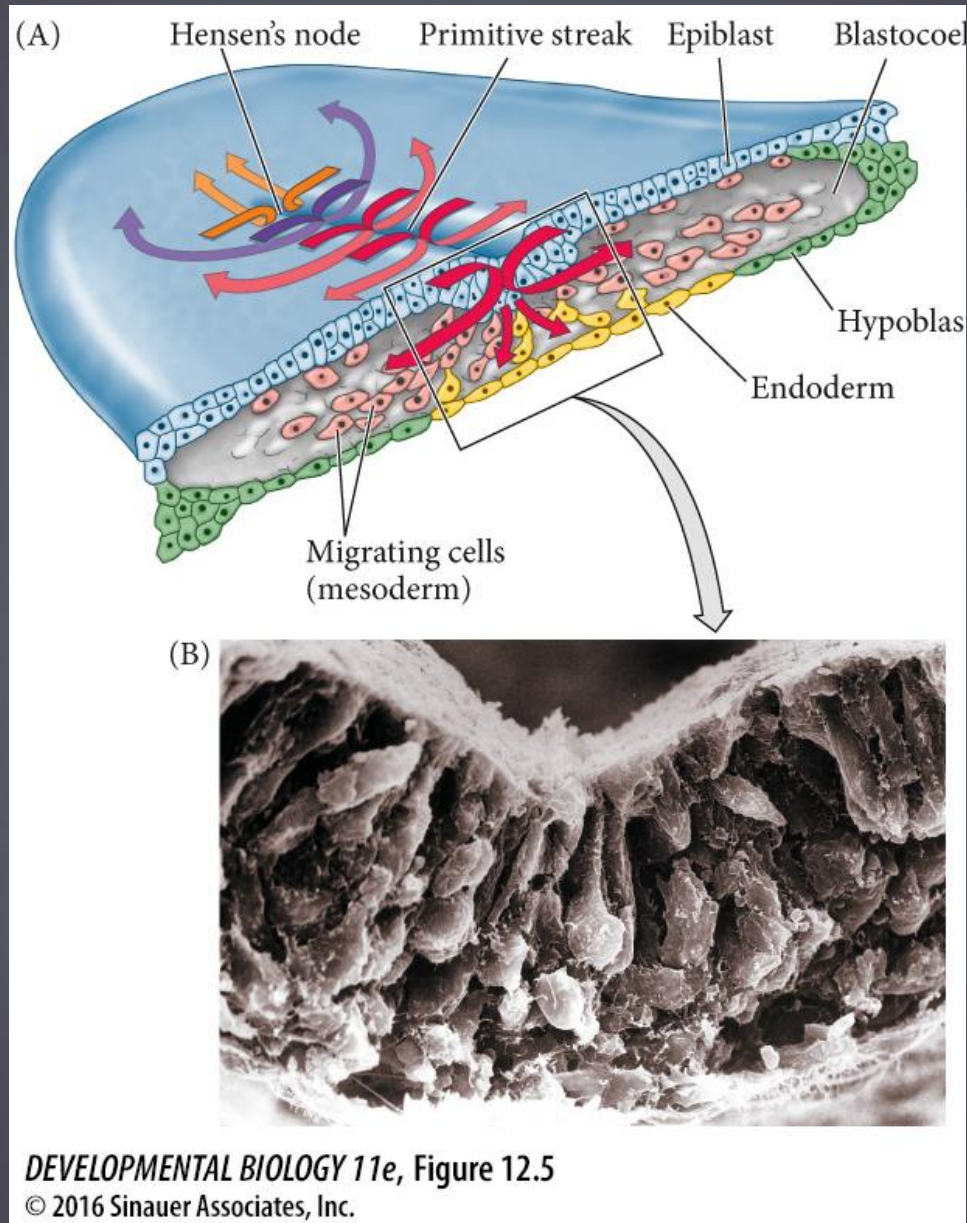 (A)
Hensen's node
Primitive streak
Epiblast
Blastocoel
Hypoblas
Endoderm
Migrating cells
(mesoderm)
(B)
DEVELOPMENTAL BIOLOGY 11e, Figure 12.5
© 2016 Sinauer Associates, Inc.